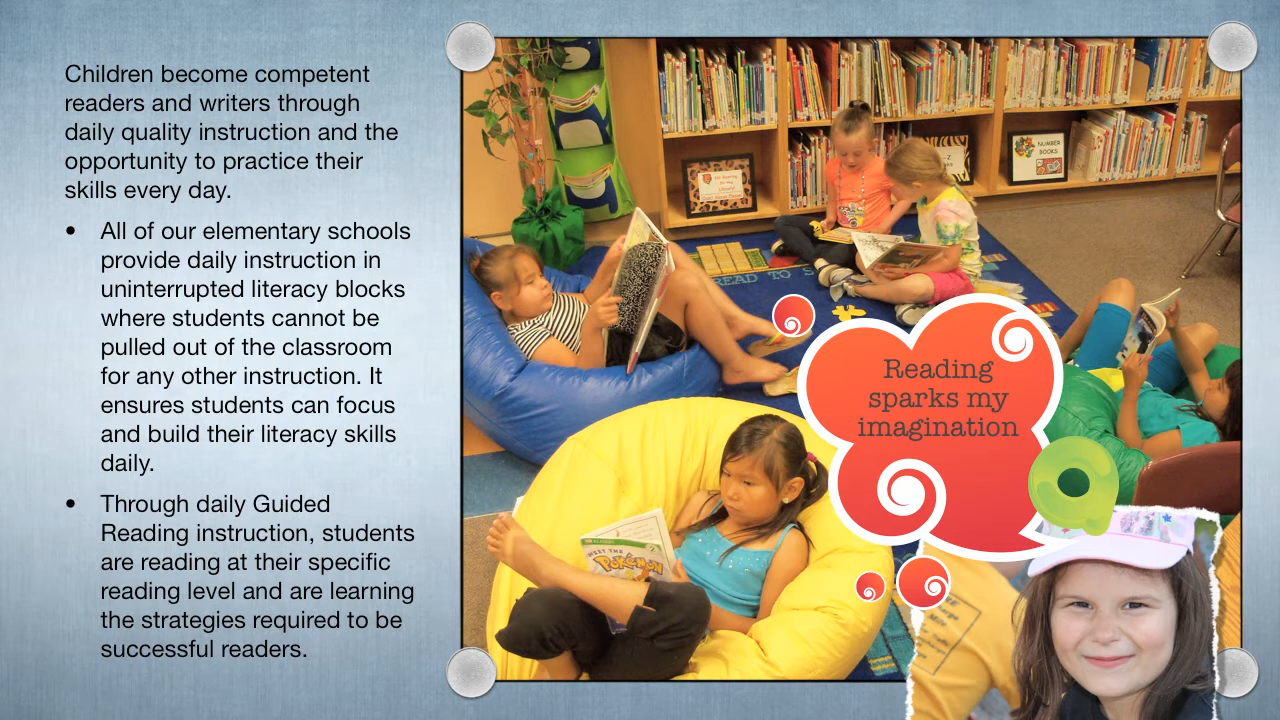 Children become competent
readers and writers through
daily quality instruction and the
opportunity to practice their
skills every day.
• All of our elementary schools
provide daily instruction in
uninterrupted literacy blocks
where students cannot be
pulled out of the classroom
for any other instruction. It
ensures students can focus
and build their literacy skills
daily.
• Through daily Guided
Reading instruction, students
are reading at their specific
reading level and are learning
the strategies required to be
successful readers.
NUMBER
BOOKS
READ TO S
Reading
sparks my
imagination
MEET THE
POKéMON